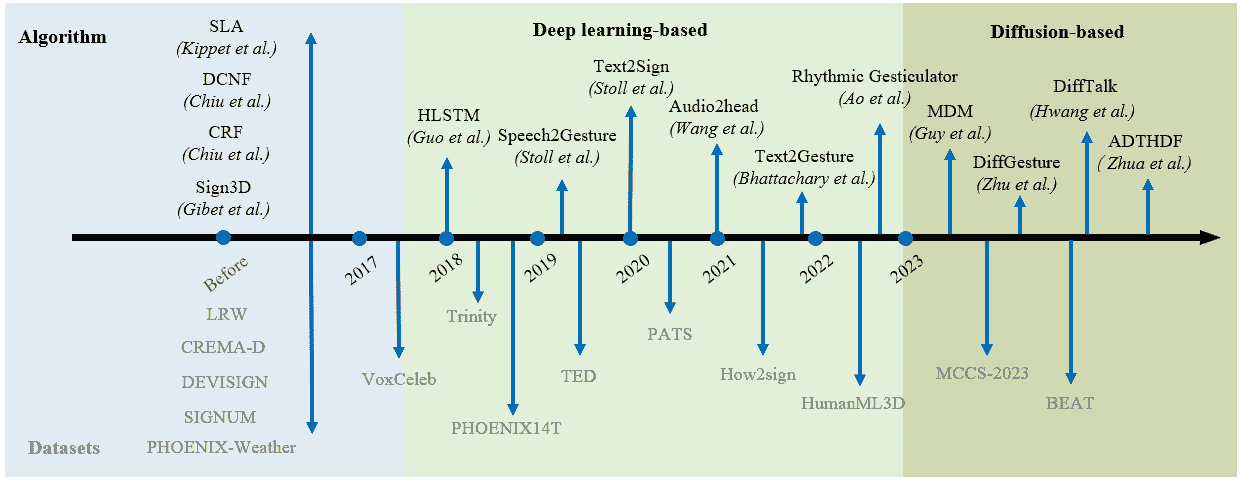 Algorithm
Deep learning-based
Diffusion-based
SLA
(Kippet et al.)
DCNF
(Chiu et al.)
CRF
(Chiu et al.)
Sign3D
(Gibet et al.)
HLSTM
(Guo et al.)
Speech2Gesture
(Stoll et al.)
Text2Sign
(Stoll et al.)
Audio2head
(Wang et al.)
Text2Gesture
(Bhattachary et al.)
Rhythmic Gesticulator
(Ao et al.)
MDM
(Guy et al.)
DiffGesture
(Zhu et al.)
DiffTalk
(Hwang et al.)
ADTHDF
( Zhua et al.)
Before
2017
2018
2019
2020
2021
2022
2023
LRW
CREMA-D
DEVISIGN
SIGNUM
Datasets
PHOENIX-Weather
VoxCeleb
Trinity
PHOENIX14T
TED
PATS
How2sign
HumanML3D
MCCS-2023
BEAT